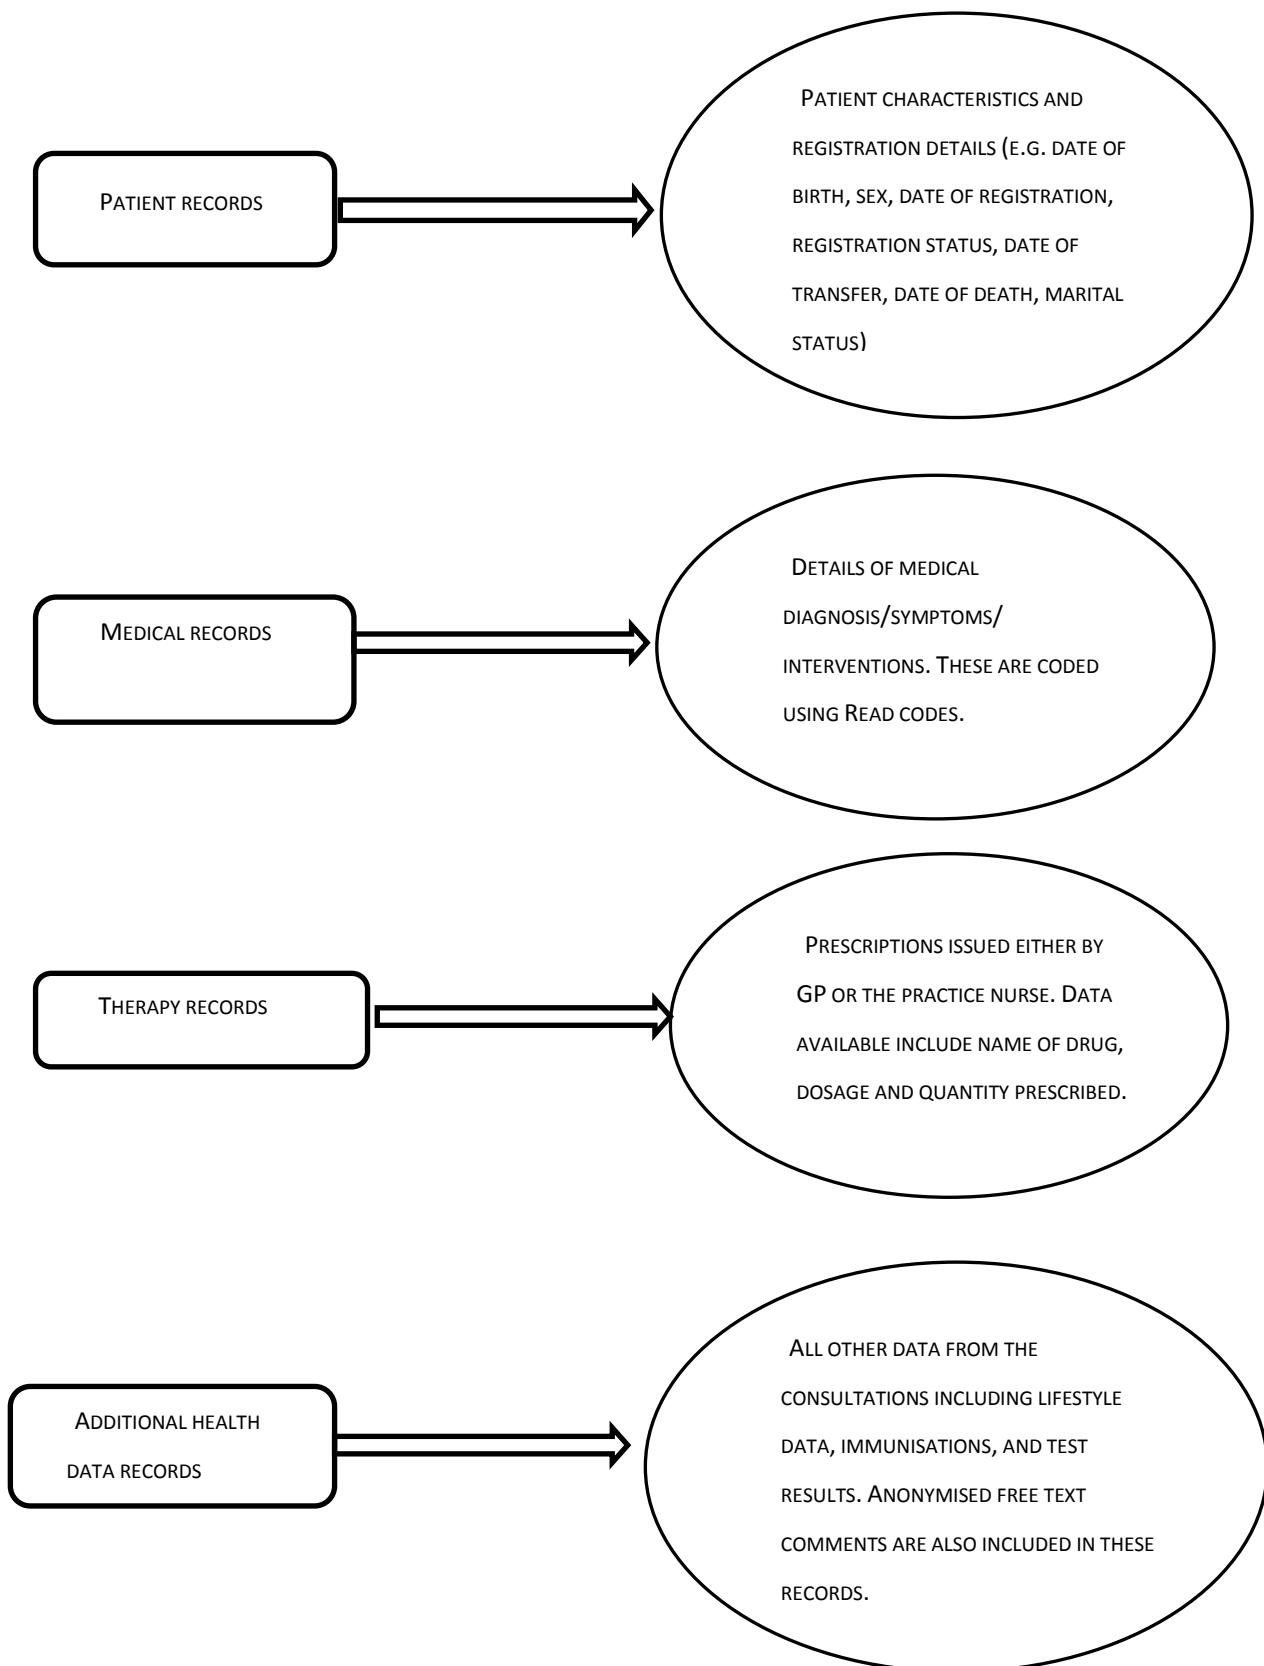 PATIENT RECORDS
PATIENT CHARACTERISTICS AND
REGISTRATION DETAILS (E.G. DATE OF
BIRTH, SEX, DATE OF REGISTRATION,
REGISTRATION STATUS, DATE OF
TRANSFER, DATE OF DEATH, MARITAL
STATUS)
MEDICAL RECORDS
DETAILS OF MEDICAL
DIAGNOSIS/SYMPTOMS/
INTERVENTIONS. THESE ARE CODED
USING READ CODES.
THERAPY RECORDS
PRESCRIPTIONS ISSUED EITHER BY
GP OR THE PRACTICE NURSE. DATA
AVAILABLE INCLUDE NAME OF DRUG,
DOSAGE AND QUANTITY PRESCRIBED.
ADDITIONAL HEALTH
DATA RECORDS
ALL OTHER DATA FROM THE
CONSULTATIONS INCLUDING LIFESTYLE
DATA, IMMUNISATIONS, AND TEST
RESULTS. ANONYMISED FREE TEXT
COMMENTS ARE ALSO INCLUDED IN THESE
RECORDS.